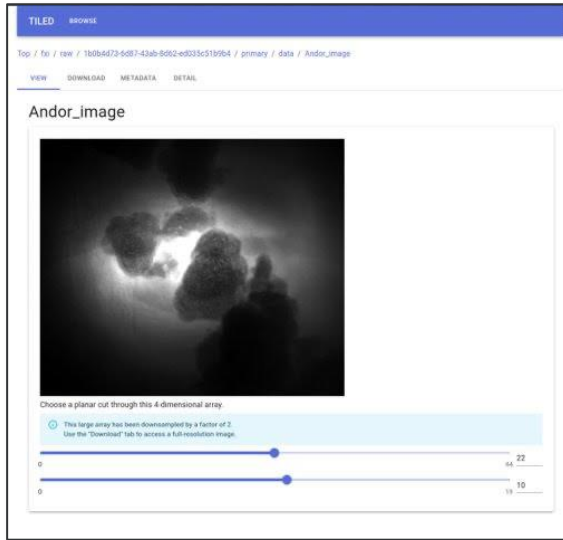 TILED BROWSE
Top / fxi / raw / 1b0b4d73-6d87-43ab-8d62-ed035c51b9b4 / primary / data / Andor_image
VIEW DOWNLOAD METADATA DETAIL
Andor_image
Choose a planar cut through this 4-dimensional array.
This large array has been downsampled by a factor of 2.
Use the "Download" tab to access a full-resolution image.
0 44 22
0 19 10